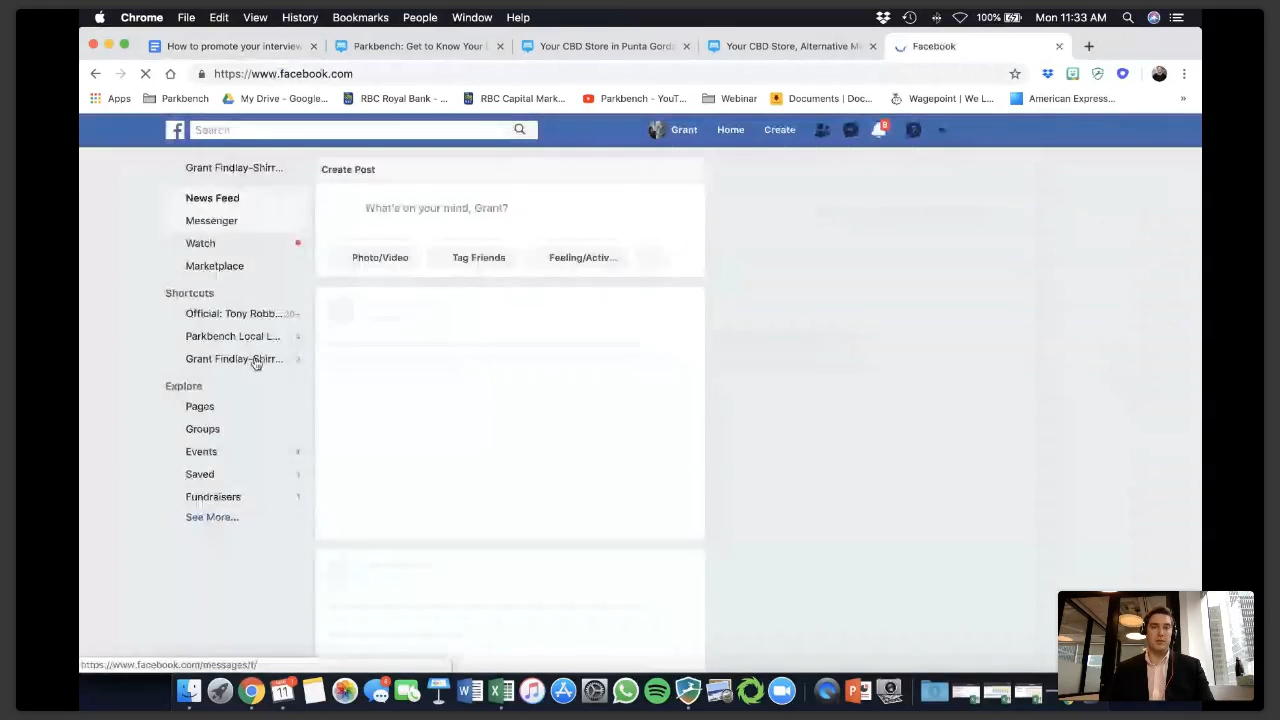 Chrome File Edit View History Bookmarks People Window Help 100% Mon 11:33 AM
How to promote your interview Parkbench: Get to Know Your Your CBD Store in Punta Gord Your CBD Store, Alternative M Facebook
https://www.facebook.com
Apps Parkbench My Drive - Google... RBC Royal Bank - ... RBC Capital Mark... Parkbench - YouT... Webinar Documents | Doc... Wagepoint | We L... American Express... »
Search Grant Home Create 8
Grant Findlay-Shirr...
News Feed
Messenger
Watch
Marketplace
Shortcuts
Official: Tony Robb... 20+
Parkbench Local L...
Grant Findlay-Shirr...
Explore
Pages
Groups
Events
Saved
Fundraisers 1
See More...
Create Post
What's on your mind, Grant?
Photo/Video Tag Friends Feeling/Activ...
https://www.facebook.com/messages/t/